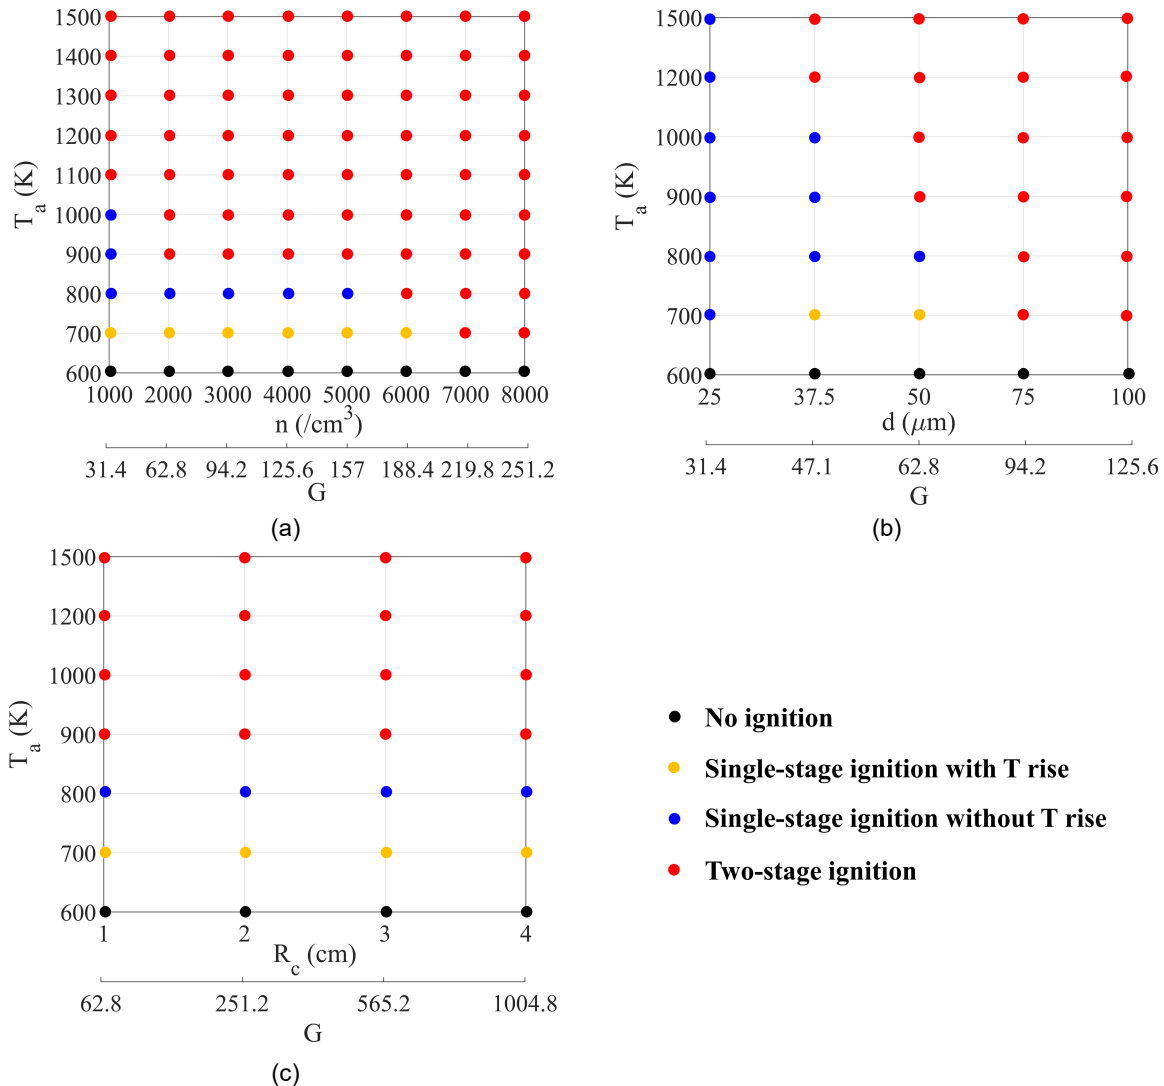 1500
1400
1300
1200
1100
1000
900
800
700
600
T_a (K)
1000 2000 3000 4000 5000 6000 7000 8000
n (/cm³)
31.4 62.8 94.2 125.6 157 188.4 219.8 251.2
G
(a)
1500
1200
1000
900
800
700
600
T_a (K)
25 37.5 50 75 100
d (μm)
31.4 47.1 62.8 94.2 125.6
G
(b)
1500
1200
1000
900
800
700
600
T_a (K)
1 2 3 4
R_c (cm)
62.8 251.2 565.2 1004.8
G
(c)
No ignition
Single-stage ignition with T rise
Single-stage ignition without T rise
Two-stage ignition